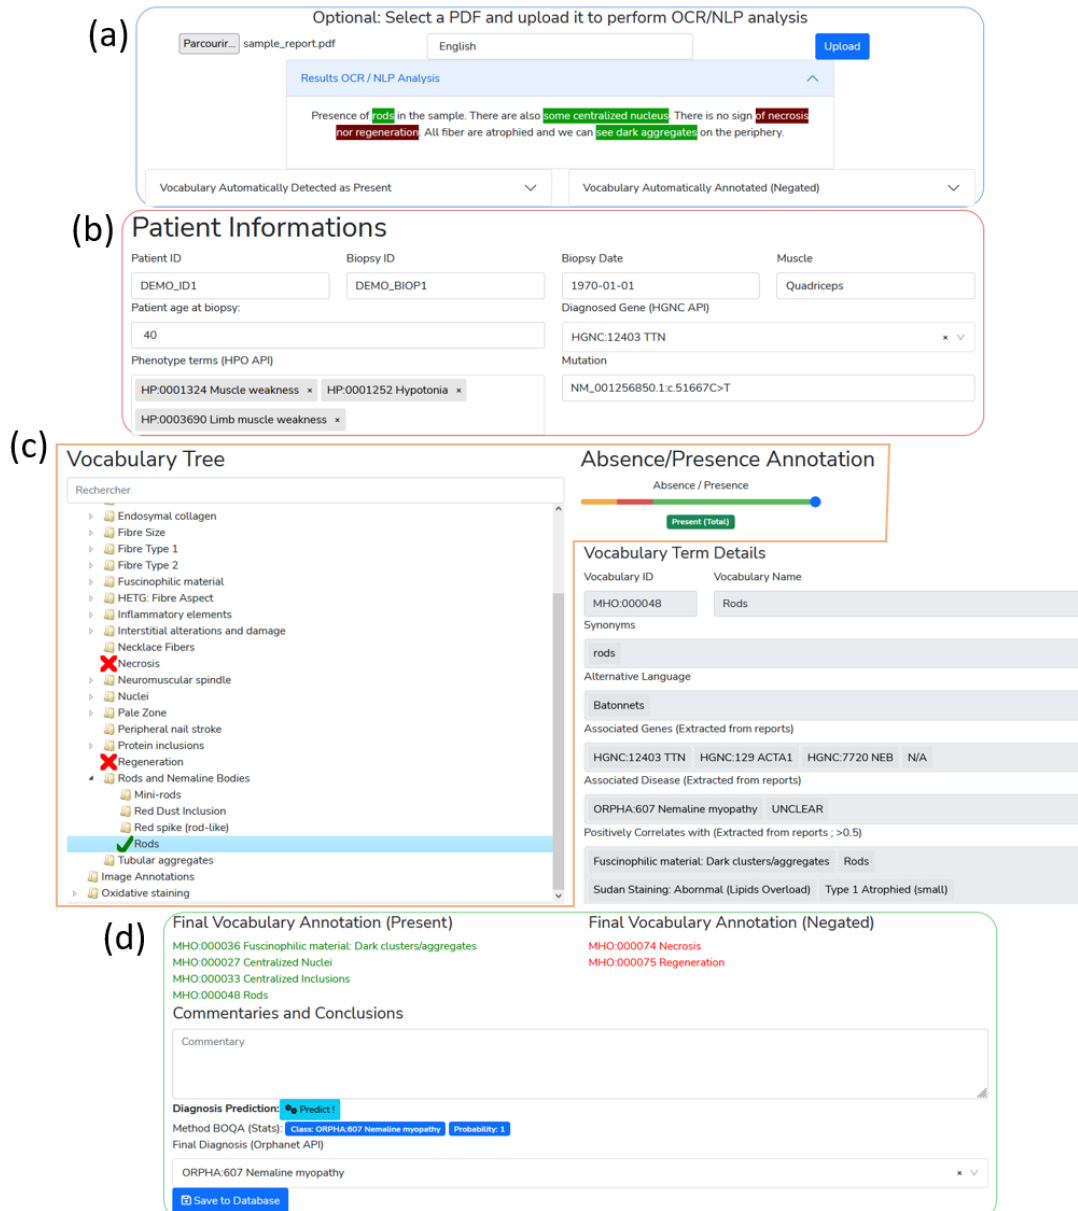 (a)
Optional: Select a PDF and upload it to perform OCR/NLP analysis
Parcourir... sample_report.pdf
English
Upload
Results OCR / NLP Analysis
Presence of rods in the sample. There are also some centralized nucleus. There is no sign of necrosis
nor regeneration. All fiber are atrophied and we can see dark aggregates on the periphery.
Vocabulary Automatically Detected as Present
Vocabulary Automatically Annotated (Negated)
(b)
Patient Informations
Patient ID
Biopsy ID
Biopsy Date
Muscle
DEMO_ID1
DEMO_BIOP1
1970-01-01
Quadriceps
Patient age at biopsy:
Diagnosed Gene (HGNC API)
40
HGNC:12403 TTN × 
Phenotype terms (HPO API)
Mutation
HP:0001324 Muscle weakness × HP:0001252 Hypotonia ×
HP:0003690 Limb muscle weakness ×
NM_001256850.1:c.51667C>T
(c)
Vocabulary Tree
Rechercher
Endosymal collagen
Fibre Size
Fibre Type 1
Fibre Type 2
Fuscinophilic material
HETG: Fibre Aspect
Inflammatory elements
Interstitial alterations and damage
Necklace Fibers
Necrosis
Neuromuscular spindle
Nuclei
Pale Zone
Peripheral nail stroke
Protein inclusions
Regeneration
Rods and Nemaline Bodies
Mini-rods
Red Dust Inclusion
Red spike (rod-like)
Rods
Tubular aggregates
Image Annotations
Oxidative staining
Absence/Presence Annotation
Absence / Presence
Present (Total)
Vocabulary Term Details
Vocabulary ID
Vocabulary Name
MHO:000048
Rods
Synonyms
rods
Alternative Language
Batonnets
Associated Genes (Extracted from reports)
HGNC:12403 TTN HGNC:129 ACTA1 HGNC:7720 NEB N/A
Associated Disease (Extracted from reports)
ORPHA:607 Nemaline myopathy UNCLEAR
Positively Correlates with (Extracted from reports ; >0.5)
Fuscinophilic material: Dark clusters/aggregates Rods
Sudan Staining: Abornmal (Lipids Overload) Type 1 Atrophied (small)
(d)
Final Vocabulary Annotation (Present)
MHO:000036 Fuscinophilic material: Dark clusters/aggregates
MHO:000027 Centralized Nuclei
MHO:000033 Centralized Inclusions
MHO:000048 Rods
Final Vocabulary Annotation (Negated)
MHO:000074 Necrosis
MHO:000075 Regeneration
Commentaries and Conclusions
Commentary
Diagnosis Prediction: Predict !
Method BOQA (Stats): Class: ORPHA:607 Nemaline myopathy Probability: 1
Final Diagnosis (Orphanet API)
ORPHA:607 Nemaline myopathy ×
Save to Database